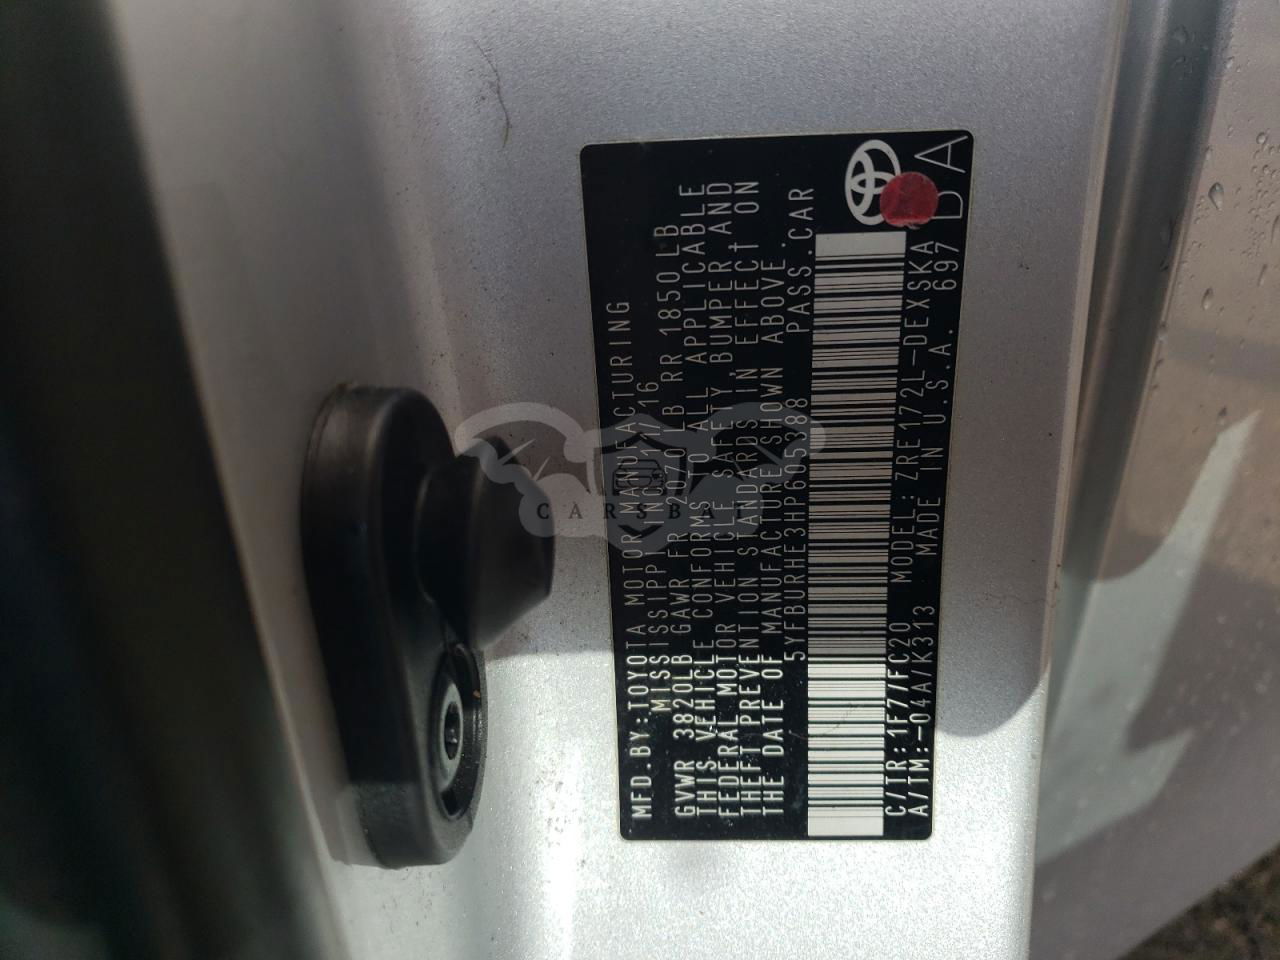 MFD.BY:TOYOTA MOTOR MANUFACTURING
MISSISSIPPI INC. 11/16
GVWR 3820LB GAWR FR 2070LB RR 1850LB
THIS VEHICLE CONFORMS TO ALL APPLICABLE
FEDERAL MOTOR VEHICLE SAFETY, BUMPER AND
THEFT PREVENTION STANDARDS IN EFFECT ON
THE DATE OF MANUFACTURE SHOWN ABOVE.
5YFBURHE3HP605388 PASS.CAR
C/TR:1F7/FC20 MODEL:ZRE172L-DEXSKA
A/TM:-04A/K313 MADE IN U.S.A. 697 DA
CARSBAT